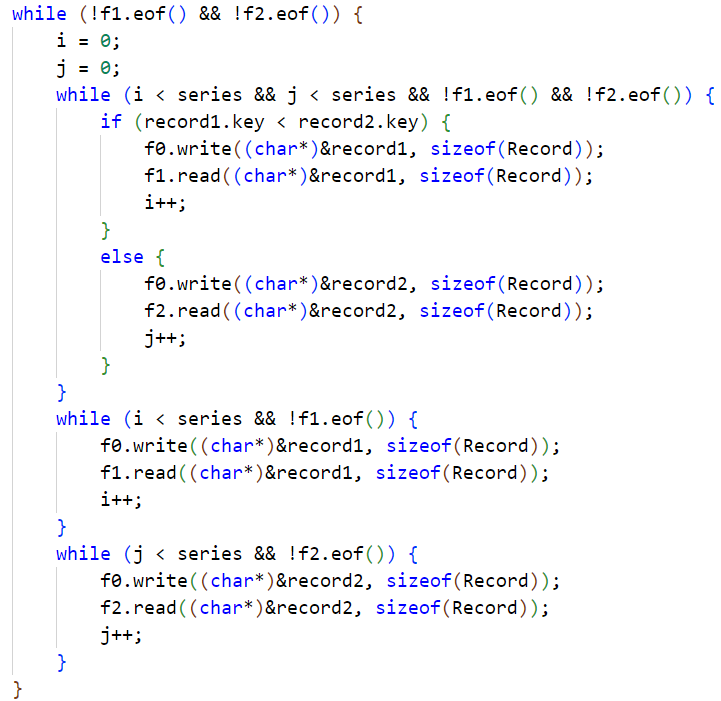 while (!f1.eof() && !f2.eof()) {
    i = 0;
    j = 0;
    while (i < series && j < series && !f1.eof() && !f2.eof()) {
        if (record1.key < record2.key) {
            f0.write((char*)&record1, sizeof(Record));
            f1.read((char*)&record1, sizeof(Record));
            i++;
        }
        else {
            f0.write((char*)&record2, sizeof(Record));
            f2.read((char*)&record2, sizeof(Record));
            j++;
        }
    }
    while (i < series && !f1.eof()) {
        f0.write((char*)&record1, sizeof(Record));
        f1.read((char*)&record1, sizeof(Record));
        i++;
    }
    while (j < series && !f2.eof()) {
        f0.write((char*)&record2, sizeof(Record));
        f2.read((char*)&record2, sizeof(Record));
        j++;
    }
}